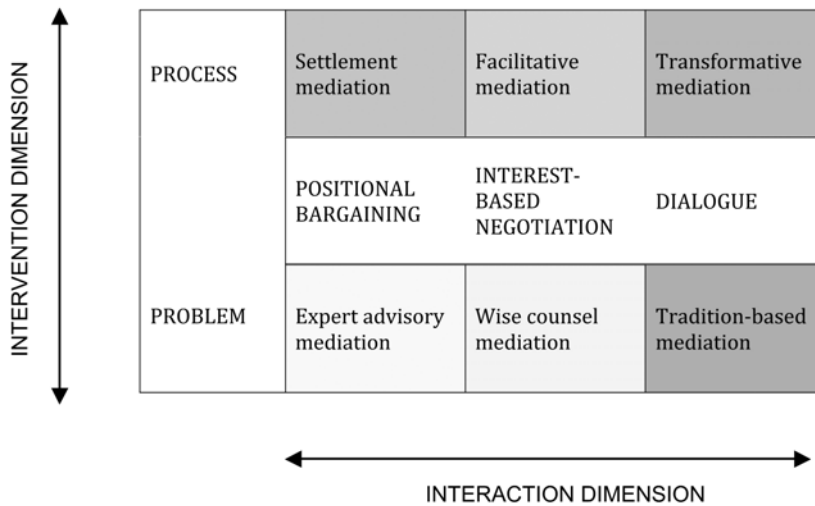 INTERVENTION DIMENSION
PROCESS
Settlement
mediation
Facilitative
mediation
Transformative
mediation
POSITIONAL
BARGAINING
INTEREST-
BASED
NEGOTIATION
DIALOGUE
PROBLEM
Expert advisory
mediation
Wise counsel
mediation
Tradition-based
mediation
INTERACTION DIMENSION